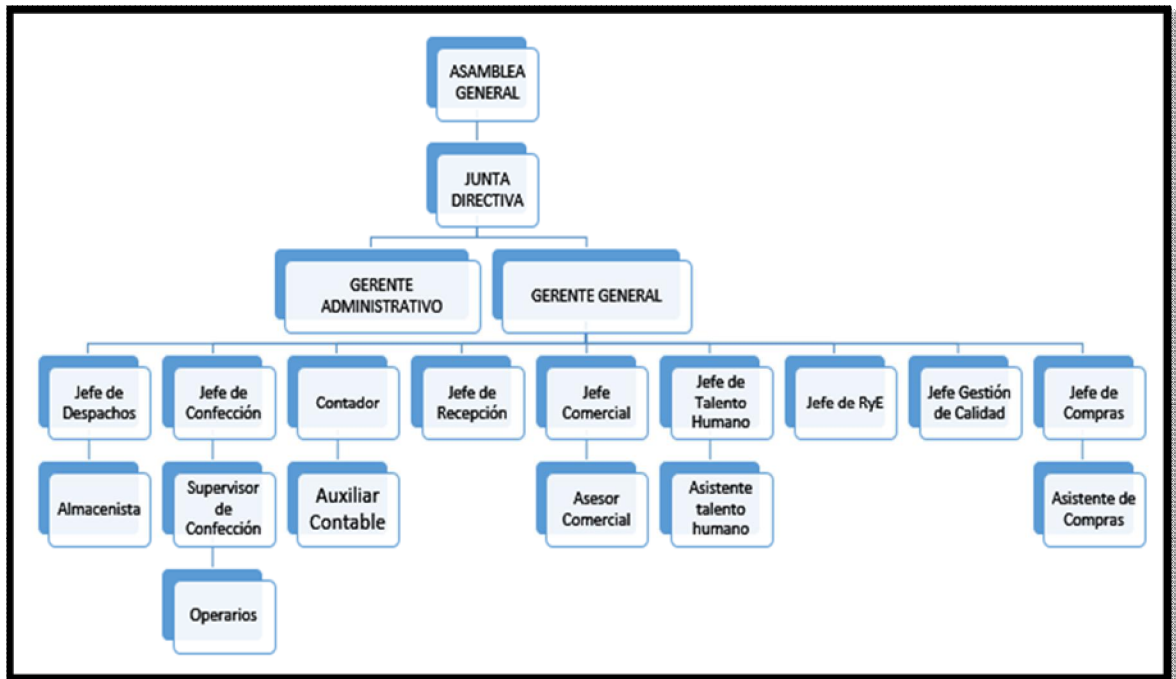 ASAMBLEA
GENERAL
JUNTA
DIRECTIVA
GERENTE
ADMINISTRATIVO
GERENTE GENERAL
Jefe de
Despachos
Jefe de
Confección
Contador
Jefe de
Recepción
Jefe
Comercial
Jefe de
Talento
Humano
Jefe de RyE
Jefe Gestión
de Calidad
Jefe de
Compras
Almacenista
Supervisor
de
Confección
Auxiliar
Contable
Asesor
Comercial
Asistente
talento
humano
Asistente de
Compras
Operarios